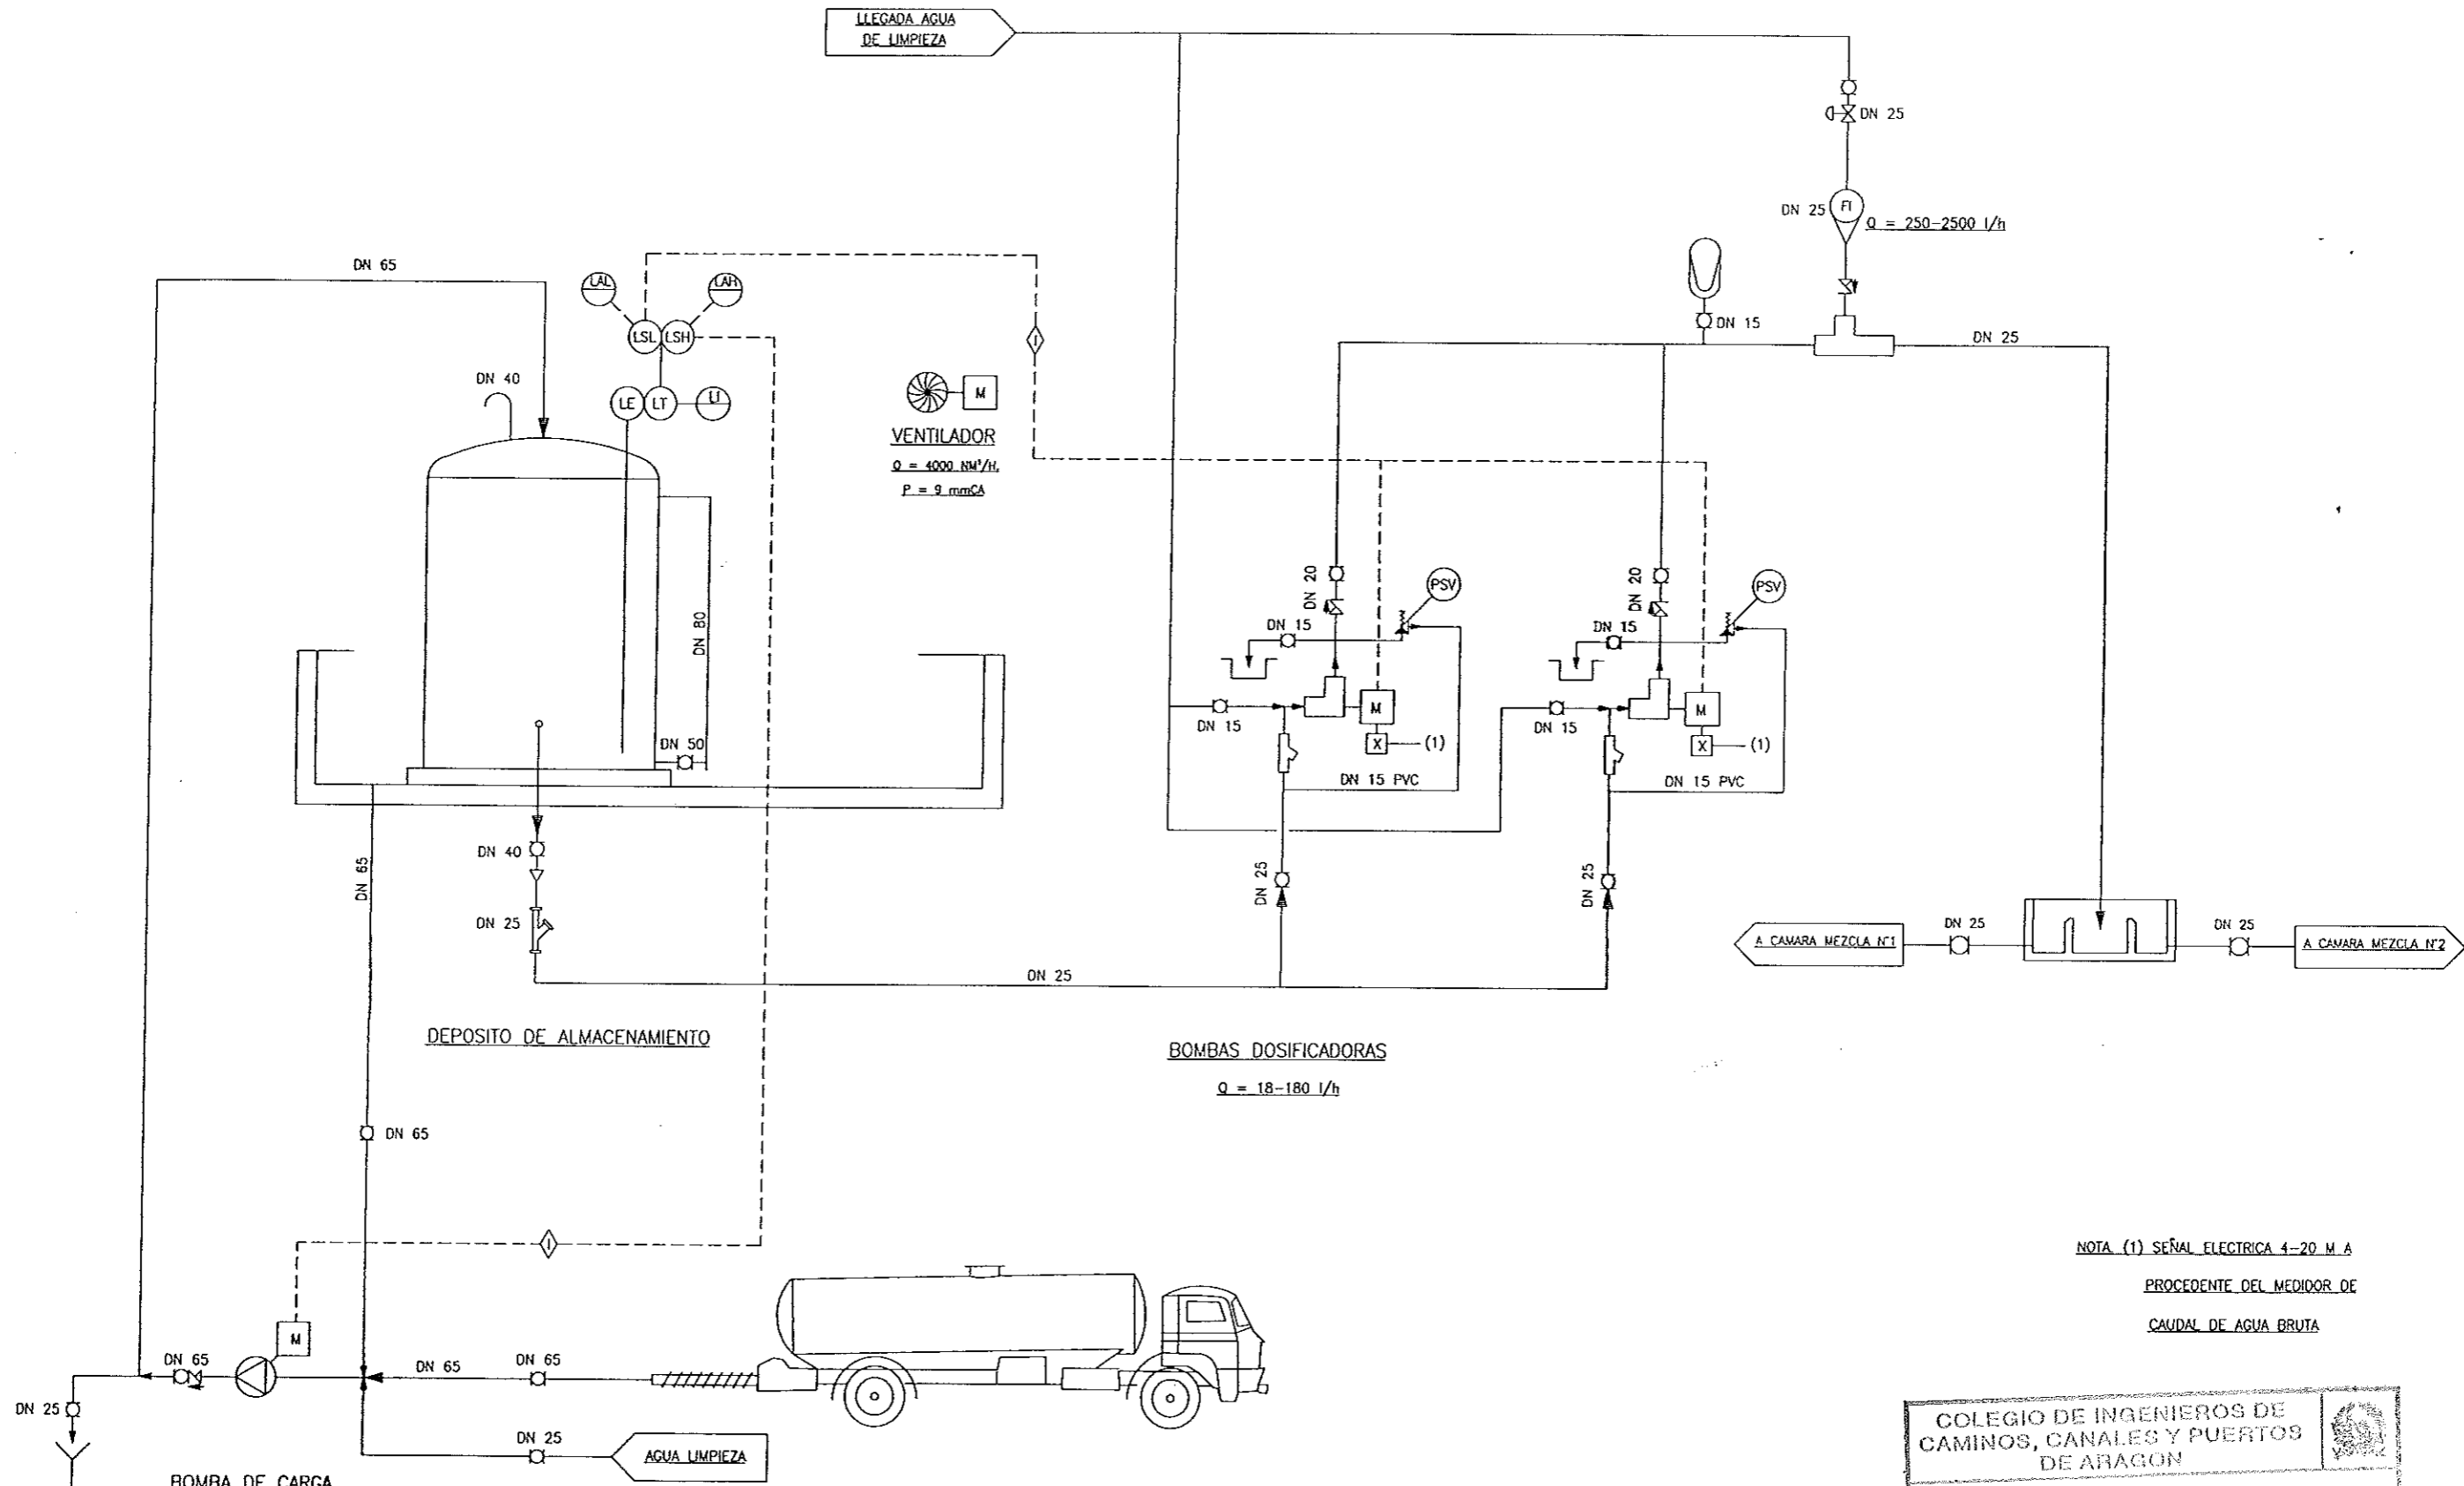 LLEGADA AGUA
DE LIMPIEZA
DN 25
DN 25
FI
Q = 250-2500 l/h
DN 15
DN 25
DN 65
LAL
LAH
LSL
LSH
I
DN 40
LE
LT
LI
M
VENTILADOR
Q = 4000 NM³/H.
P = 9 mmCA
DN 80
DN 50
DN 20
PSV
DN 15
M
DN 15
X
(1)
DN 15 PVC
DN 20
PSV
DN 15
M
DN 15
X
(1)
DN 15 PVC
DN 40
DN 25
DN 65
DN 25
DN 25
DN 25
A CAMARA MEZCLA Nº1
DN 25
DN 25
A CAMARA MEZCLA Nº2
DEPOSITO DE ALMACENAMIENTO
BOMBAS DOSIFICADORAS
Q = 18-180 l/h
DN 65
I
M
DN 65
DN 65
DN 65
DN 25
DN 25
AGUA LIMPIEZA
BOMBA DE CARGA
NOTA (1) SEÑAL ELECTRICA 4-20 M A
PROCEDENTE DEL MEDIDOR DE
CAUDAL DE AGUA BRUTA
COLEGIO DE INGENIEROS DE
CAMINOS, CANALES Y PUERTOS
DE ARAGON